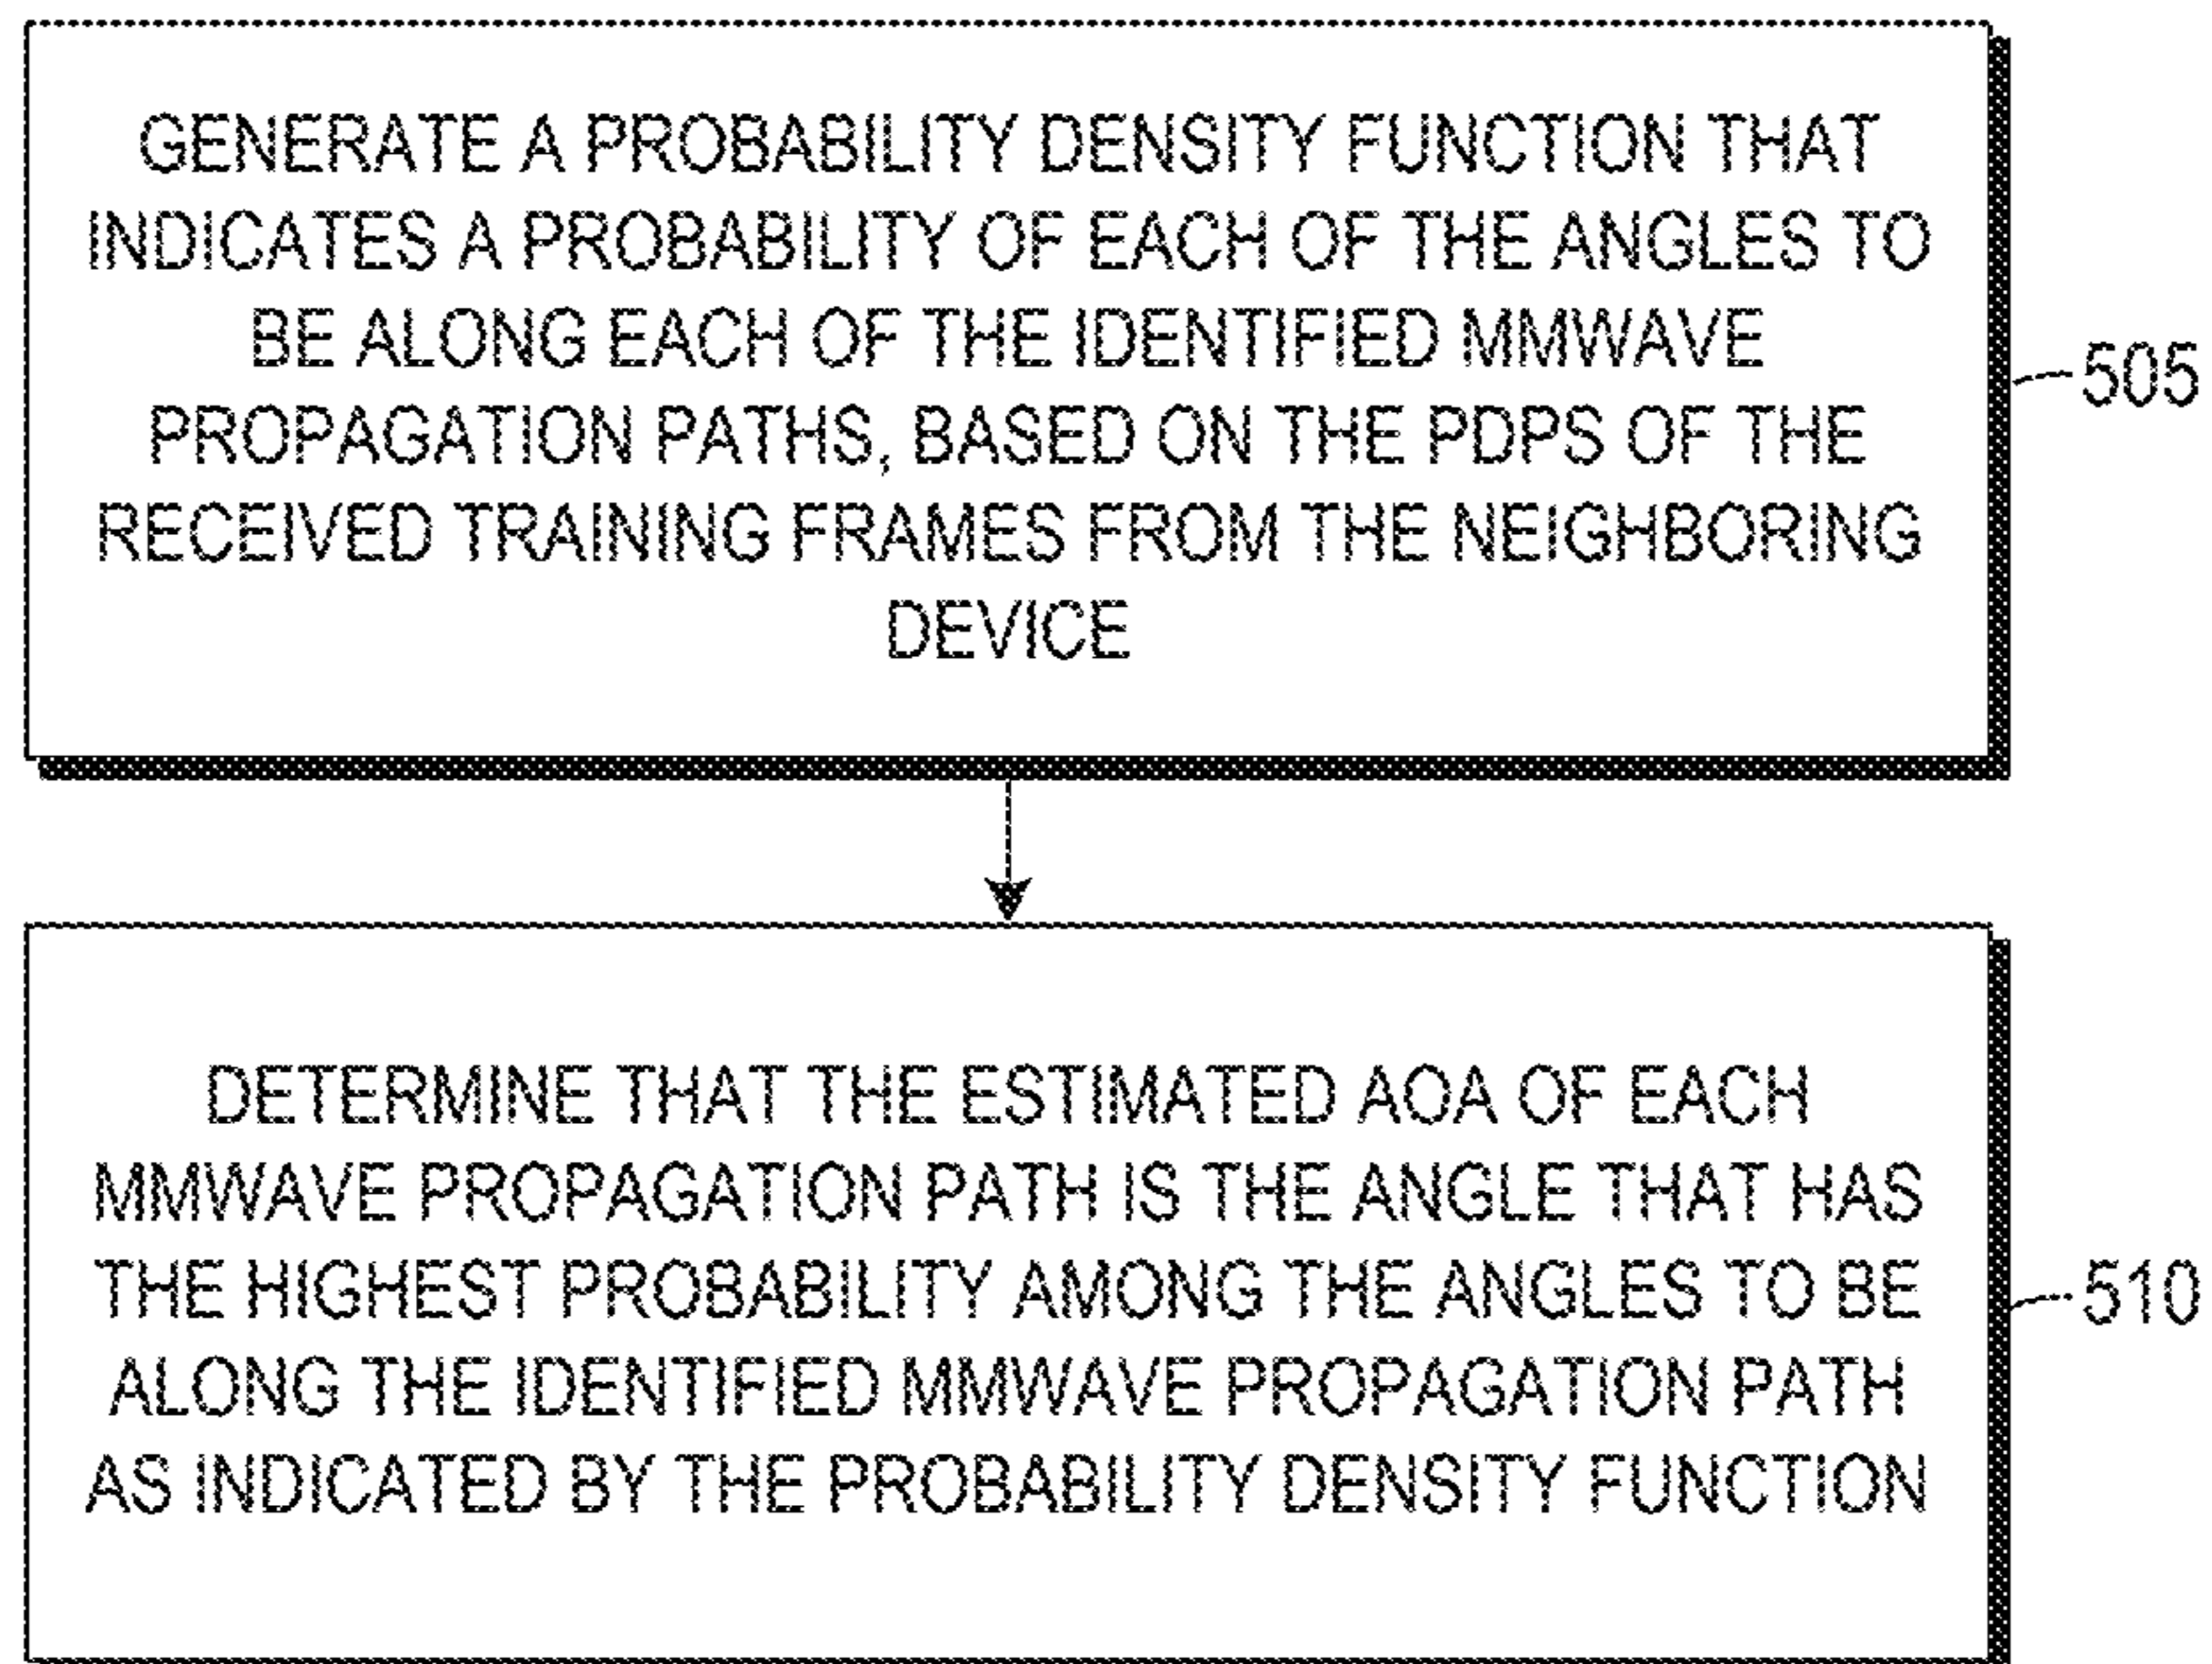 GENERATE A PROBABILITY DENSITY FUNCTION THAT
INDICATES A PROBABILITY OF EACH OF THE ANGLES TO
BE ALONG EACH OF THE IDENTIFIED MMWAVE
PROPAGATION PATHS, BASED ON THE PDPS OF THE
RECEIVED TRAINING FRAMES FROM THE NEIGHBORING
DEVICE
505
DETERMINE THAT THE ESTIMATED AOA OF EACH
MMWAVE PROPAGATION PATH IS THE ANGLE THAT HAS
THE HIGHEST PROBABILITY AMONG THE ANGLES TO BE
ALONG THE IDENTIFIED MMWAVE PROPAGATION PATH
AS INDICATED BY THE PROBABILITY DENSITY FUNCTION
510